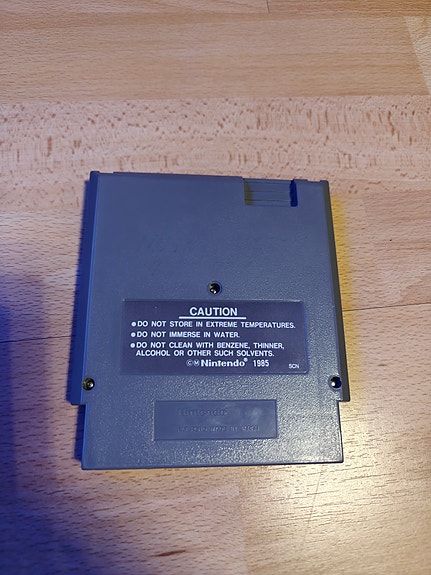 CAUTION
●DO NOT STORE IN EXTREME TEMPERATURES.
●DO NOT IMMERSE IN WATER.
●DO NOT CLEAN WITH BENZENE, THINNER,
ALCOHOL OR OTHER SUCH SOLVENTS.
©M Nintendo® 1985
SCN